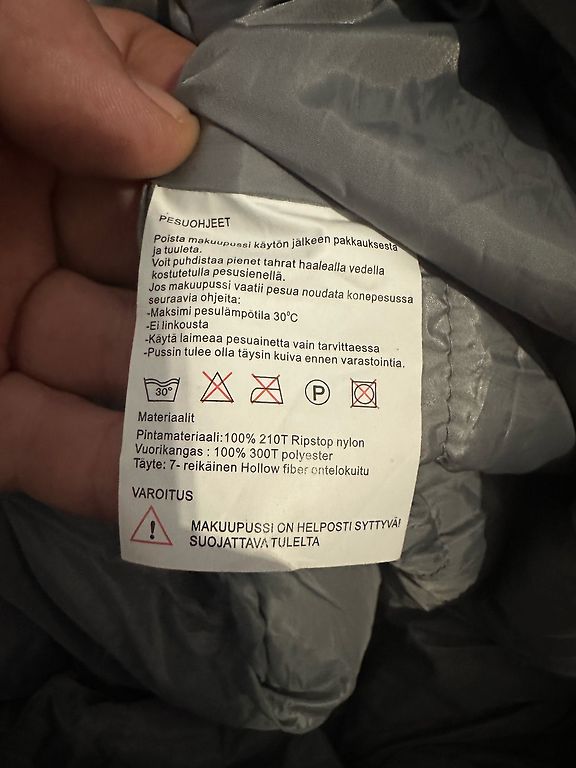 PESUOHJEET
Poista makuupussi käytön jälkeen pakkauksesta
ja tuuleta.
Voit puhdistaa pienet tahrat haalealla vedella
kostutetulla pesusienellä.
Jos makuupussi vaatii pesua noudata konepesussa
seuraavia ohjeita:
-Maksimi pesulämpötila 30°C
-Ei linkousta
-Käytä laimeaa pesuainetta vain tarvittaessa
-Pussin tulee olla täysin kuiva ennen varastointia.
30° P
Materiaalit
Pintamateriaali:100% 210T Ripstop nylon
Vuorikangas : 100% 300T polyester
Täyte: 7- reikäinen Hollow fiber ontelokuitu
VAROITUS
! MAKUUPUSSI ON HELPOSTI SYTTYVÄ!
SUOJATTAVA TULELTA